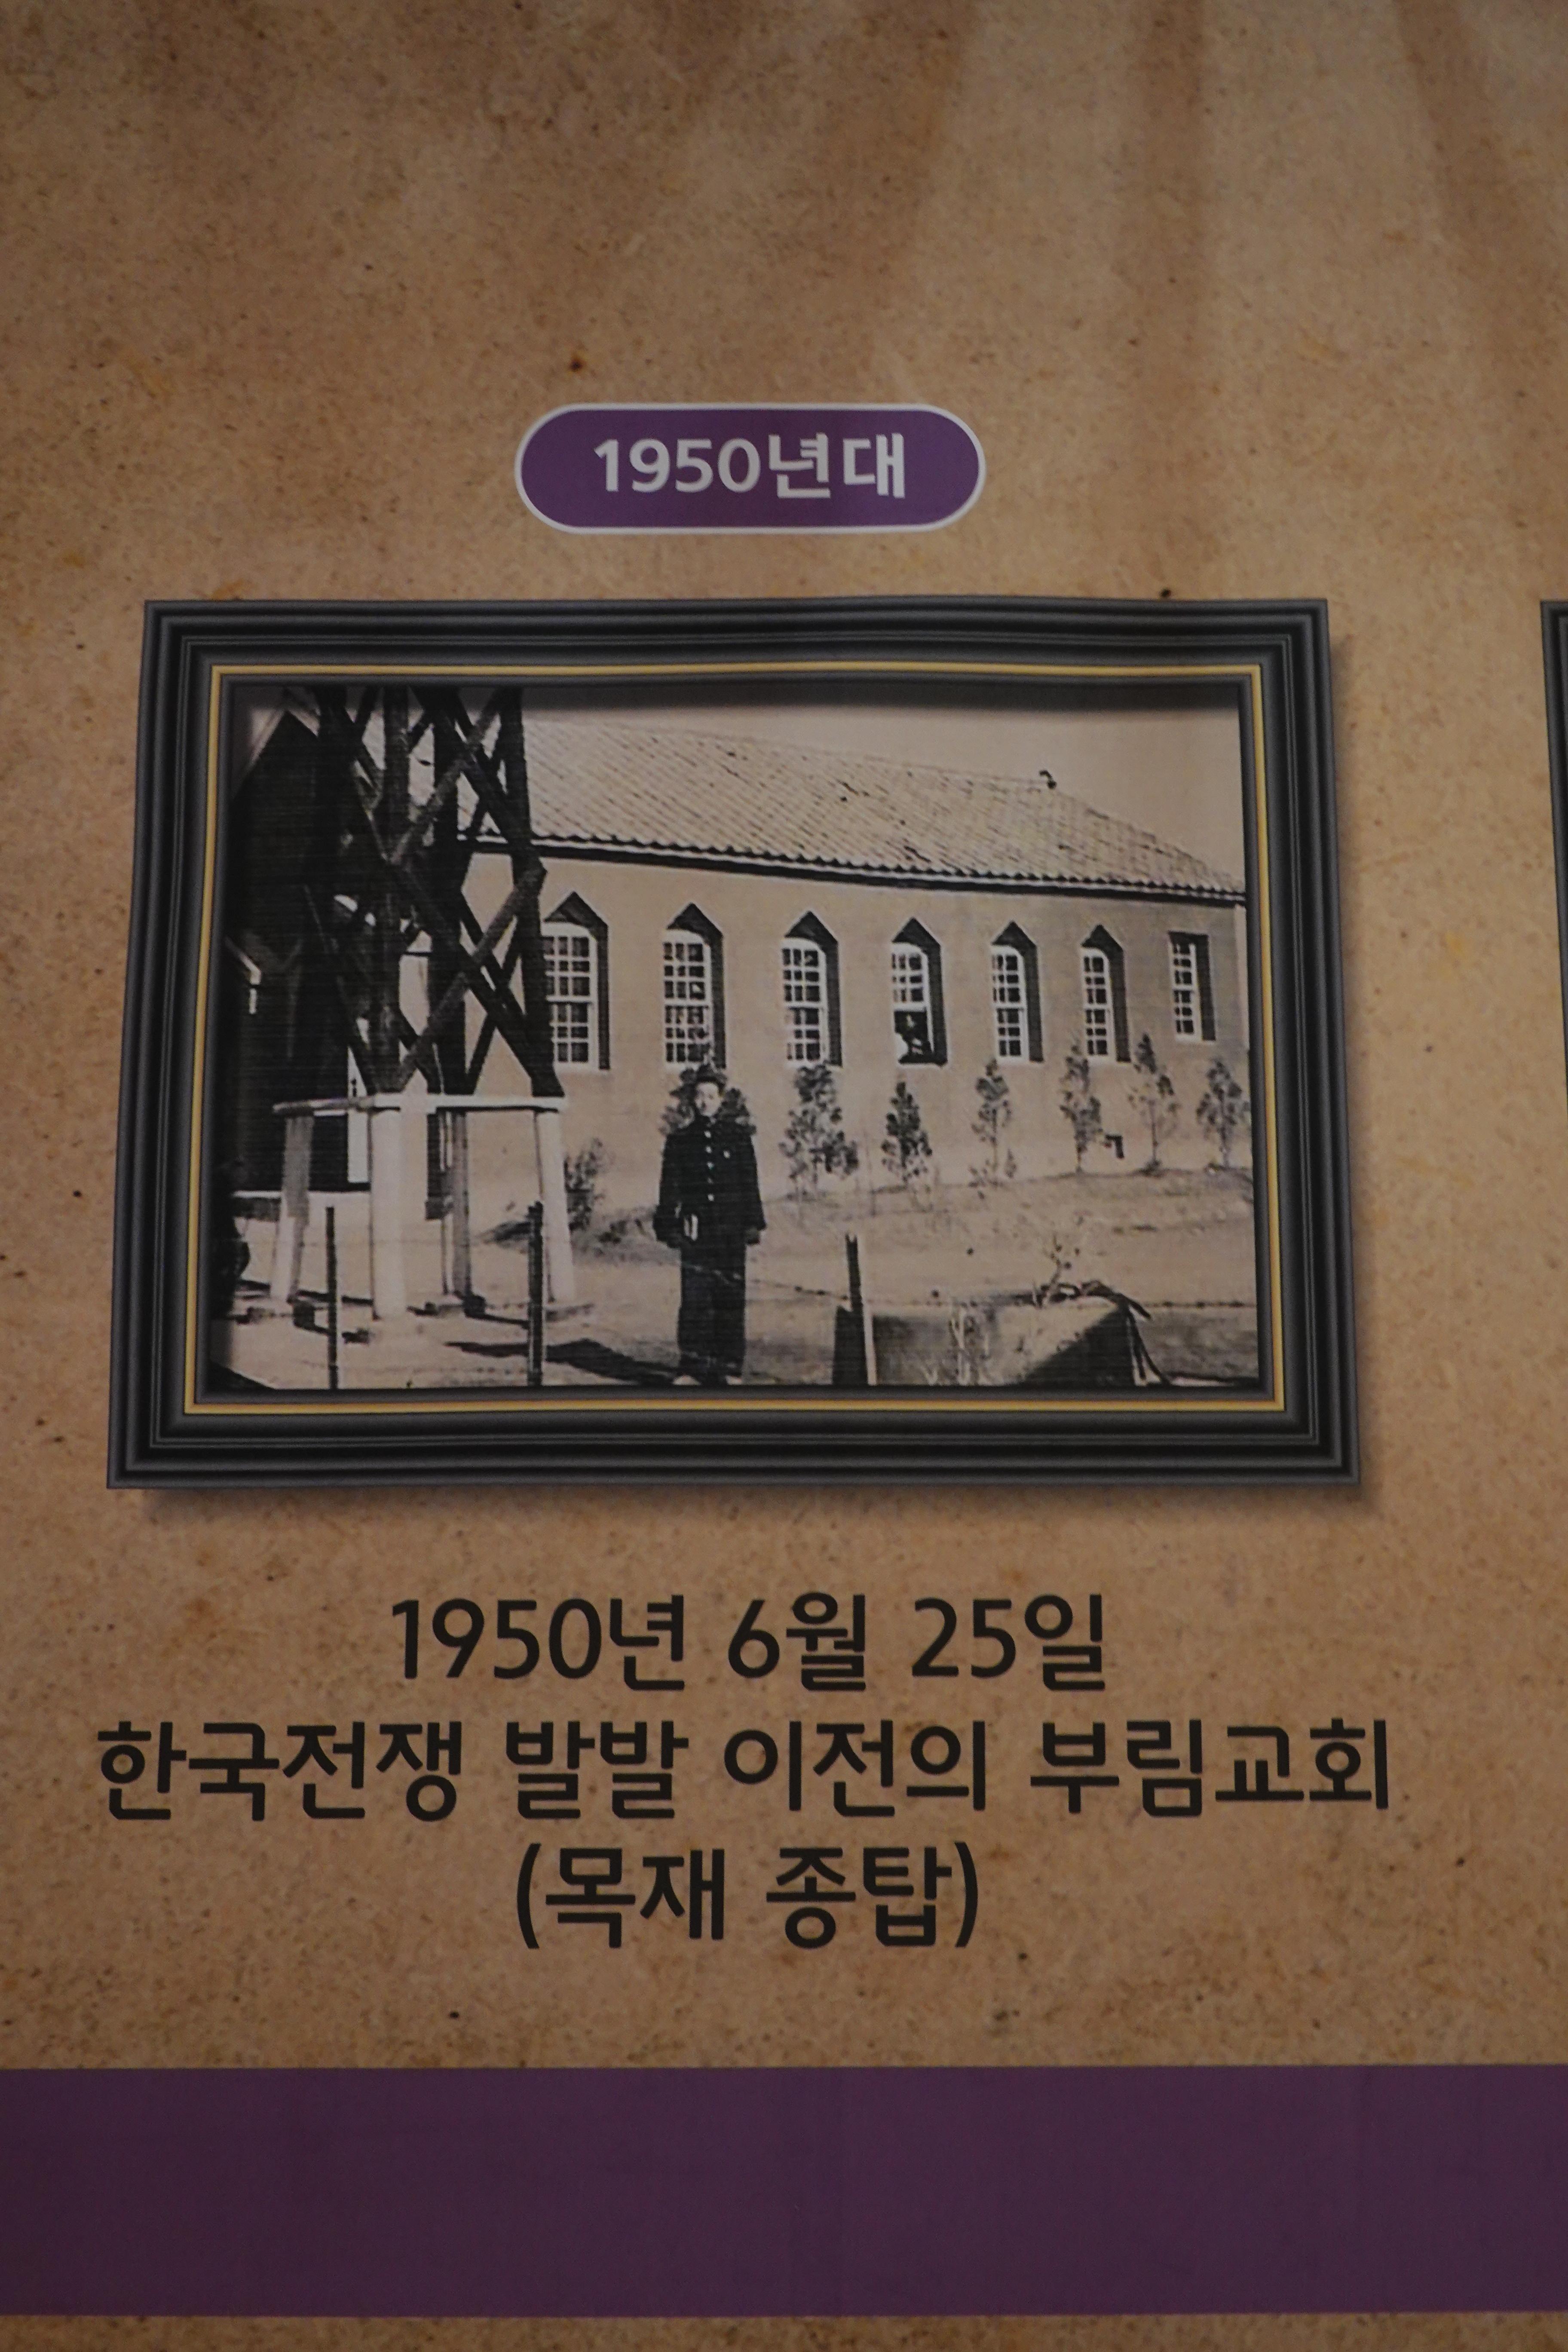 1950년대
1950년 6월 25일
한국전쟁 발발 이전의 부림교회
(목재 종탑)